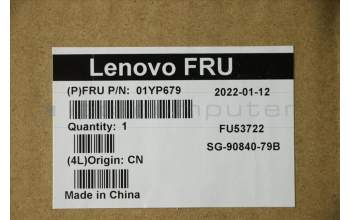 Lenovo FRU
(P)FRU P/N: 01YP679
2022-01-12
Quantity: 1
FU53722
SG-90840-79B
(4L)Origin: CN
Made in China